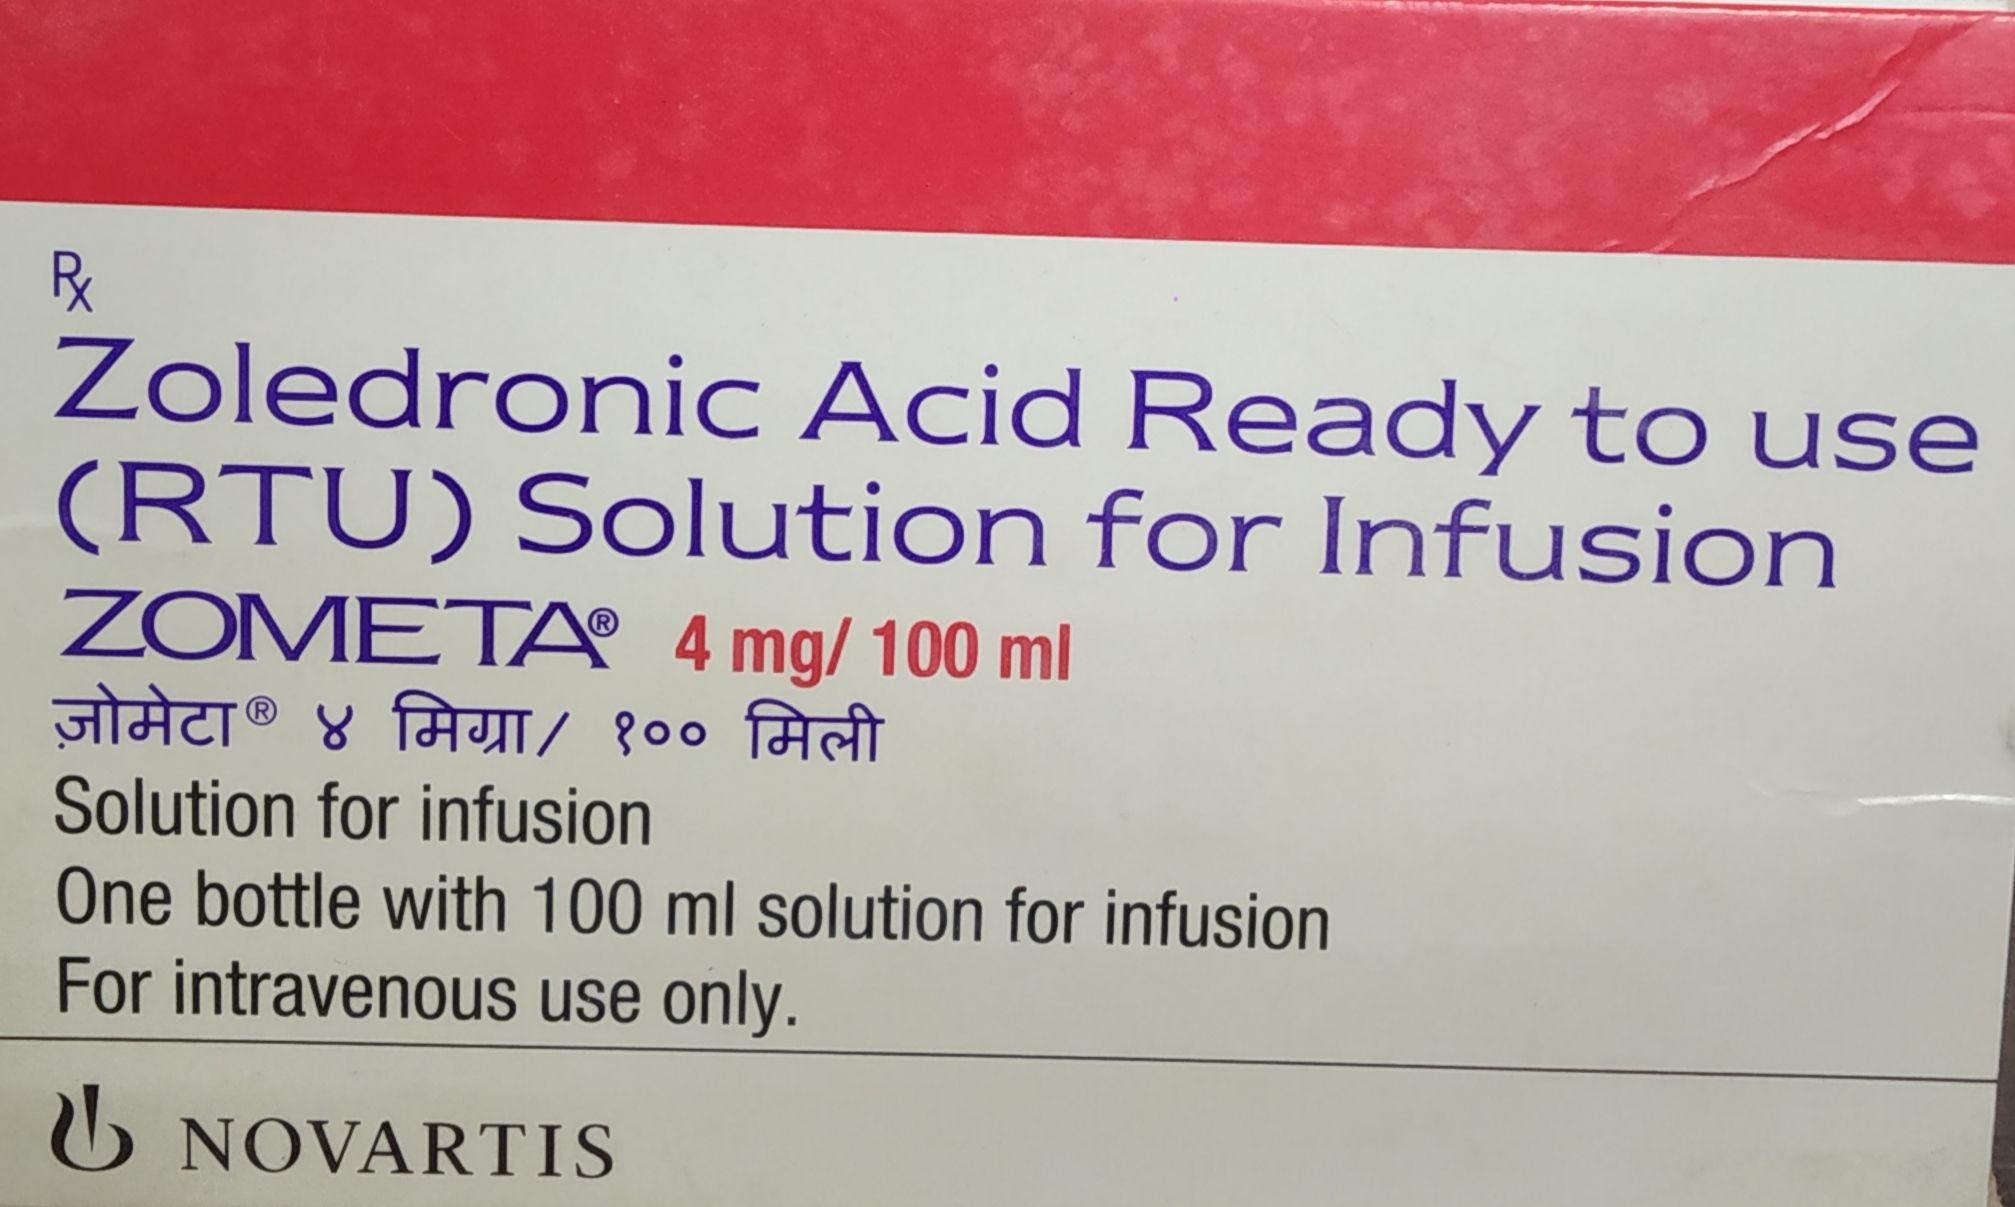 Rx
Zoledronic Acid Ready to use
(RTU) Solution for Infusion
ZOMETA® 4 mg/ 100 ml
ज़ोमेटा® ४ मिग्रा/ १०० मिली
Solution for infusion
One bottle with 100 ml solution for infusion
For intravenous use only.
NOVARTIS